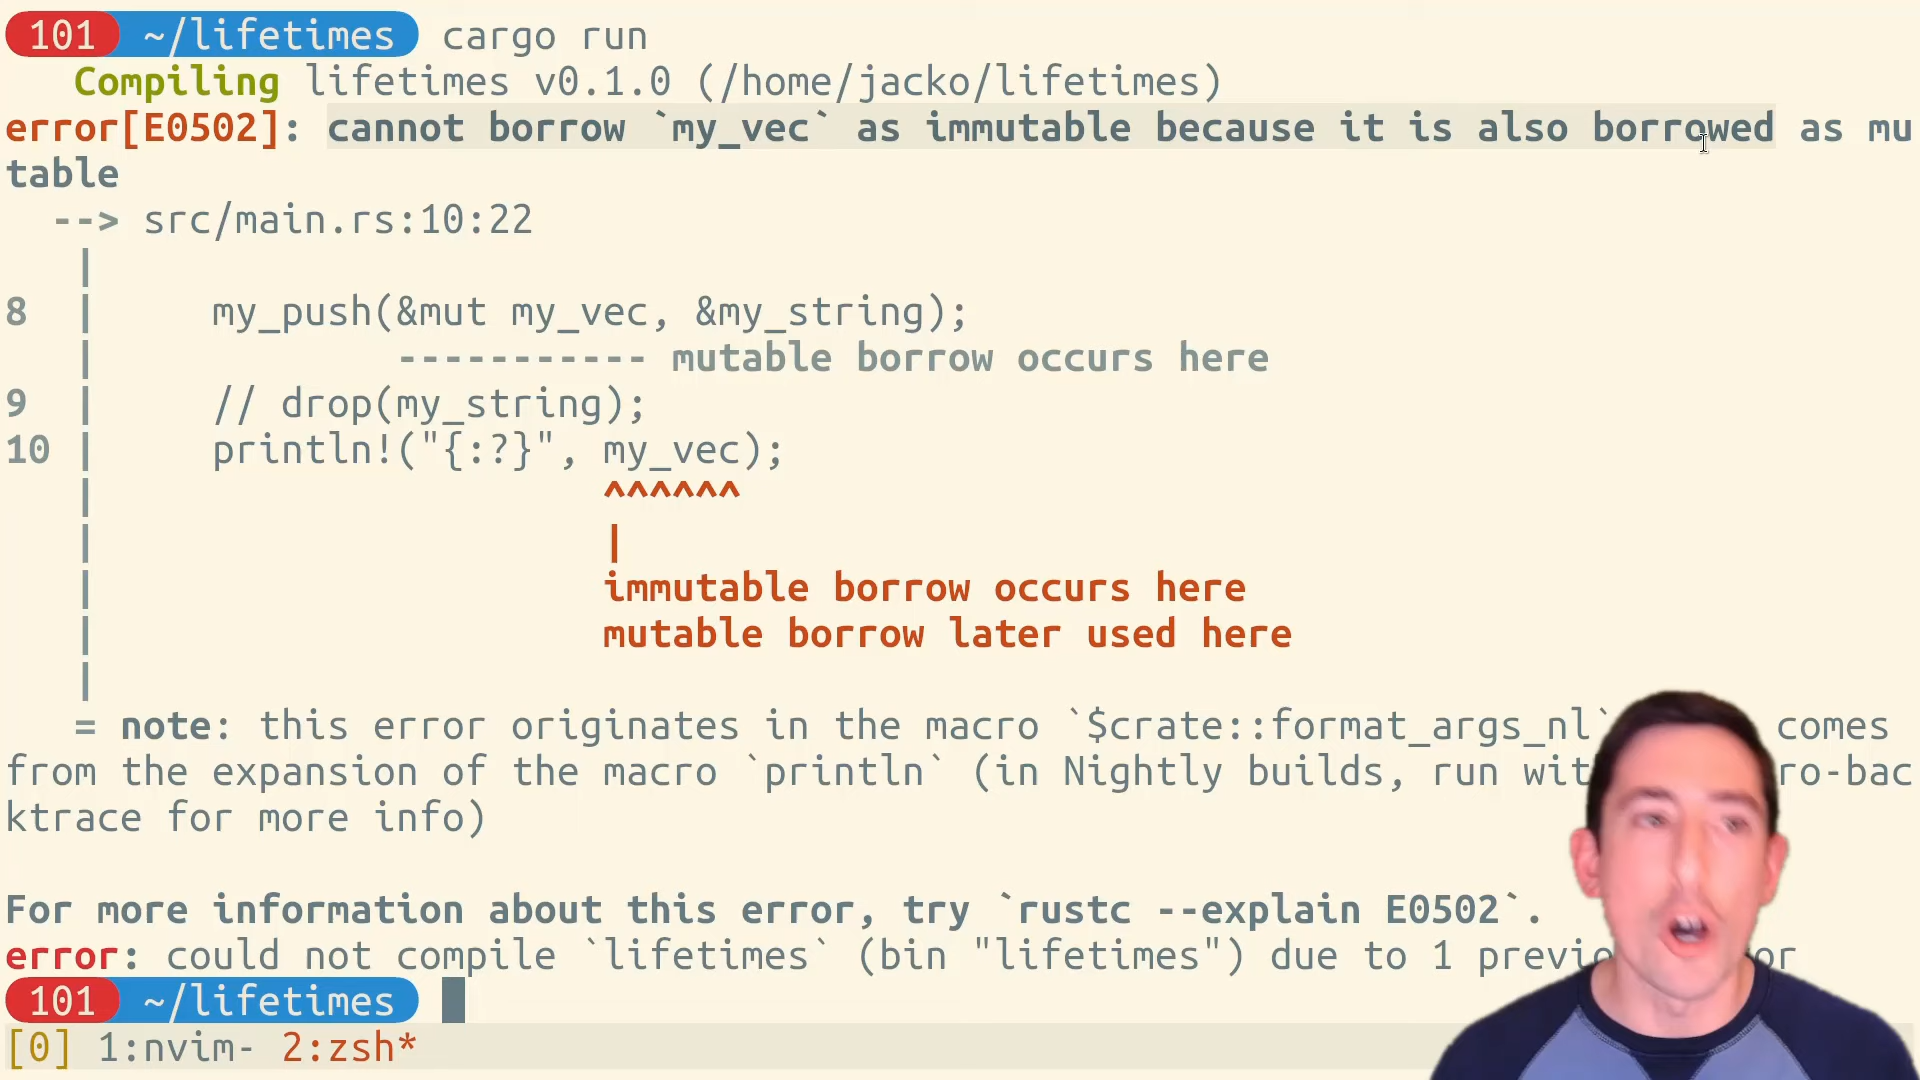 101 ~/lifetimes cargo run
Compiling lifetimes v0.1.0 (/home/jacko/lifetimes)
error[E0502]: cannot borrow `my_vec` as immutable because it is also borrowed as mu
table
--> src/main.rs:10:22
|
8 | my_push(&mut my_vec, &my_string);
| ----------- mutable borrow occurs here
9 | // drop(my_string);
10 | println!("{:?}", my_vec);
| ^^^^^^
| |
| immutable borrow occurs here
| mutable borrow later used here
|
= note: this error originates in the macro `$crate::format_args_nl` comes
from the expansion of the macro `println` (in Nightly builds, run wit ro-bac
ktrace for more info)
For more information about this error, try `rustc --explain E0502`.
error: could not compile `lifetimes` (bin "lifetimes") due to 1 previo or
101 ~/lifetimes
[0] 1:nvim- 2:zsh*